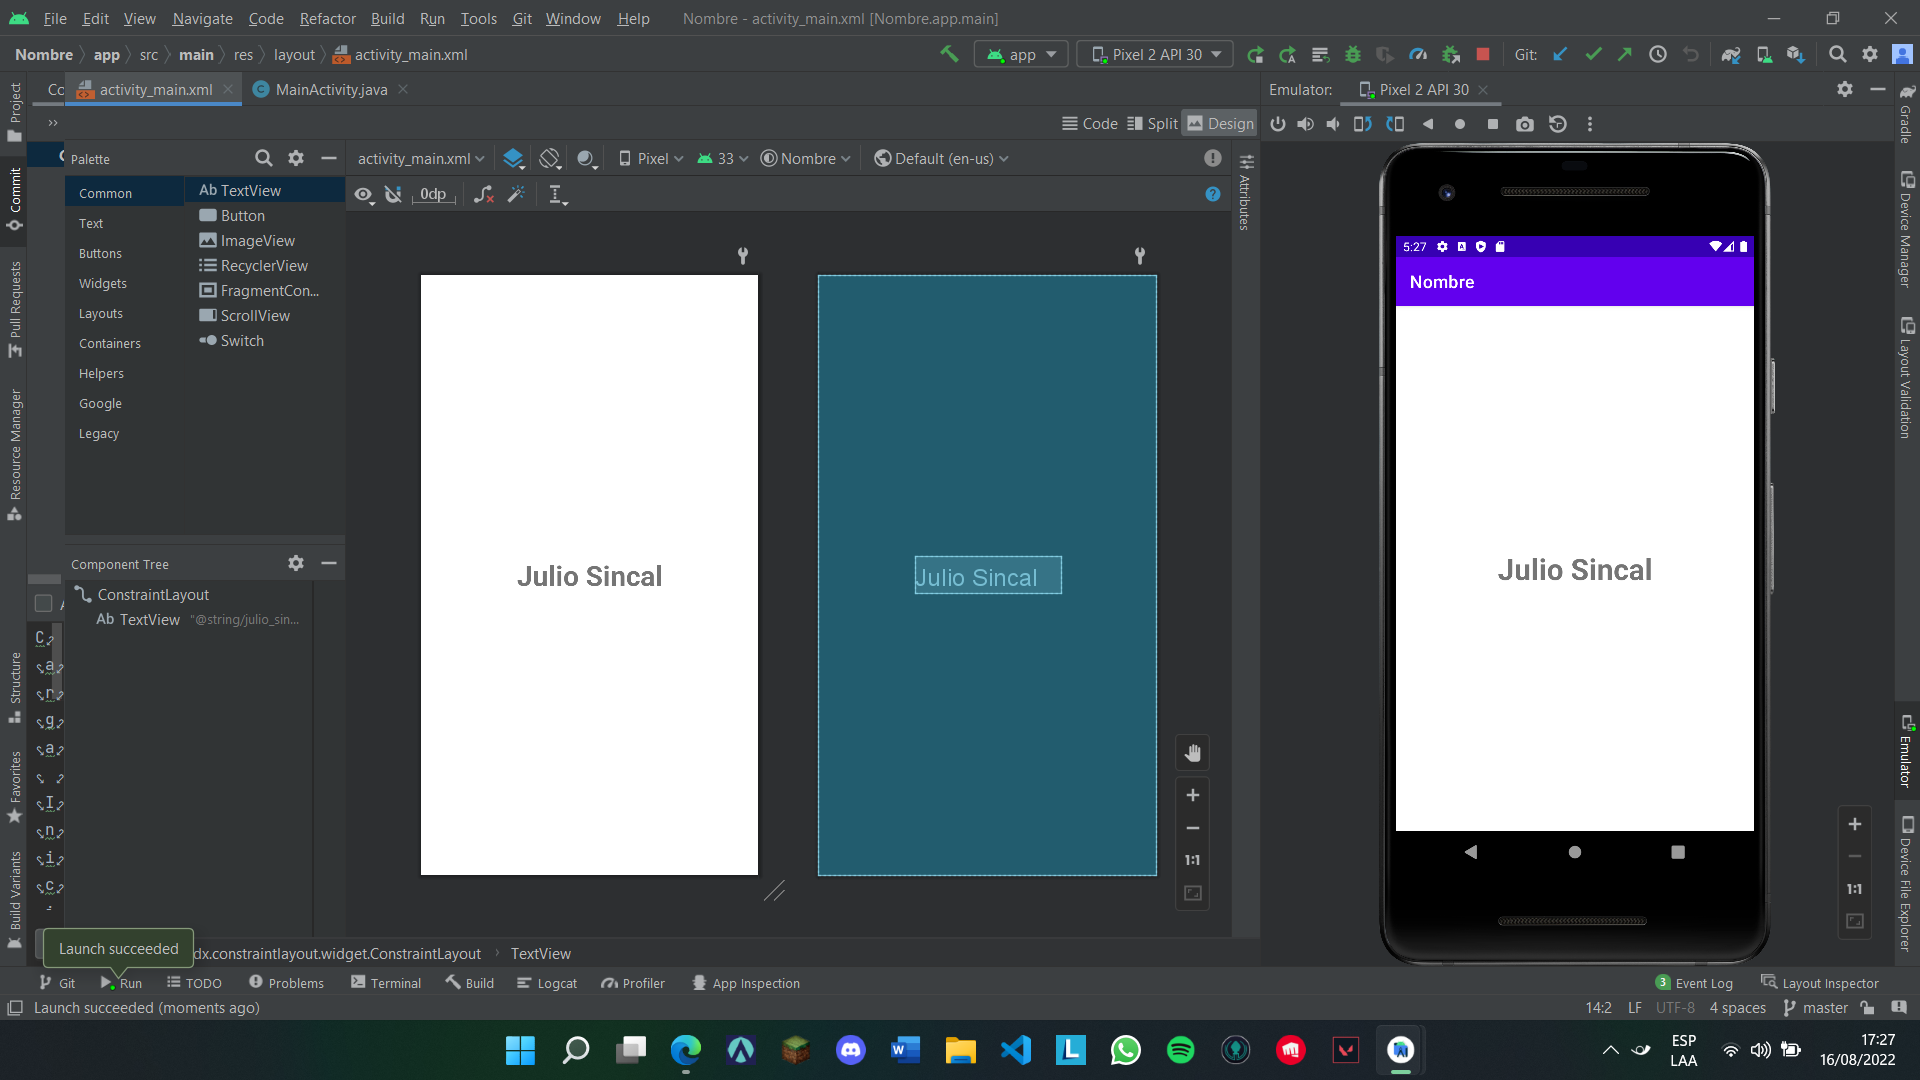 File Edit View Navigate Code Refactor Build Run Tools Git Window Help Nombre - activity_main.xml [Nombre.app.main]
Nombre app src main res layout activity_main.xml app Pixel 2 API 30 Git:
Co activity_main.xml MainActivity.java Emulator: Pixel 2 API 30
Code Split Design
Palette activity_main.xml Pixel 33 Nombre Default (en-us)
Common
Text
Buttons
Widgets
Layouts
Containers
Helpers
Google
Legacy
Ab TextView
Button
ImageView
RecyclerView
FragmentCon...
ScrollView
Switch
0dp
Attributes
Project
Commit
Pull Requests
Resource Manager
Structure
Favorites
Build Variants
Julio Sincal
Julio Sincal
5:27
Nombre
Julio Sincal
Component Tree
ConstraintLayout
Ab TextView "@string/julio_sin...
C
a
r
g
a
I
n
i
c
1:1
1:1
Gradle
Device Manager
Layout Validation
Emulator
Device File Explorer
Launch succeeded
dx.constraintlayout.widget.ConstraintLayout TextView
Git Run TODO Problems Terminal Build Logcat Profiler App Inspection 3 Event Log Layout Inspector
Launch succeeded (moments ago) 14:2 LF UTF-8 4 spaces master
ESP
LAA
17:27
16/08/2022